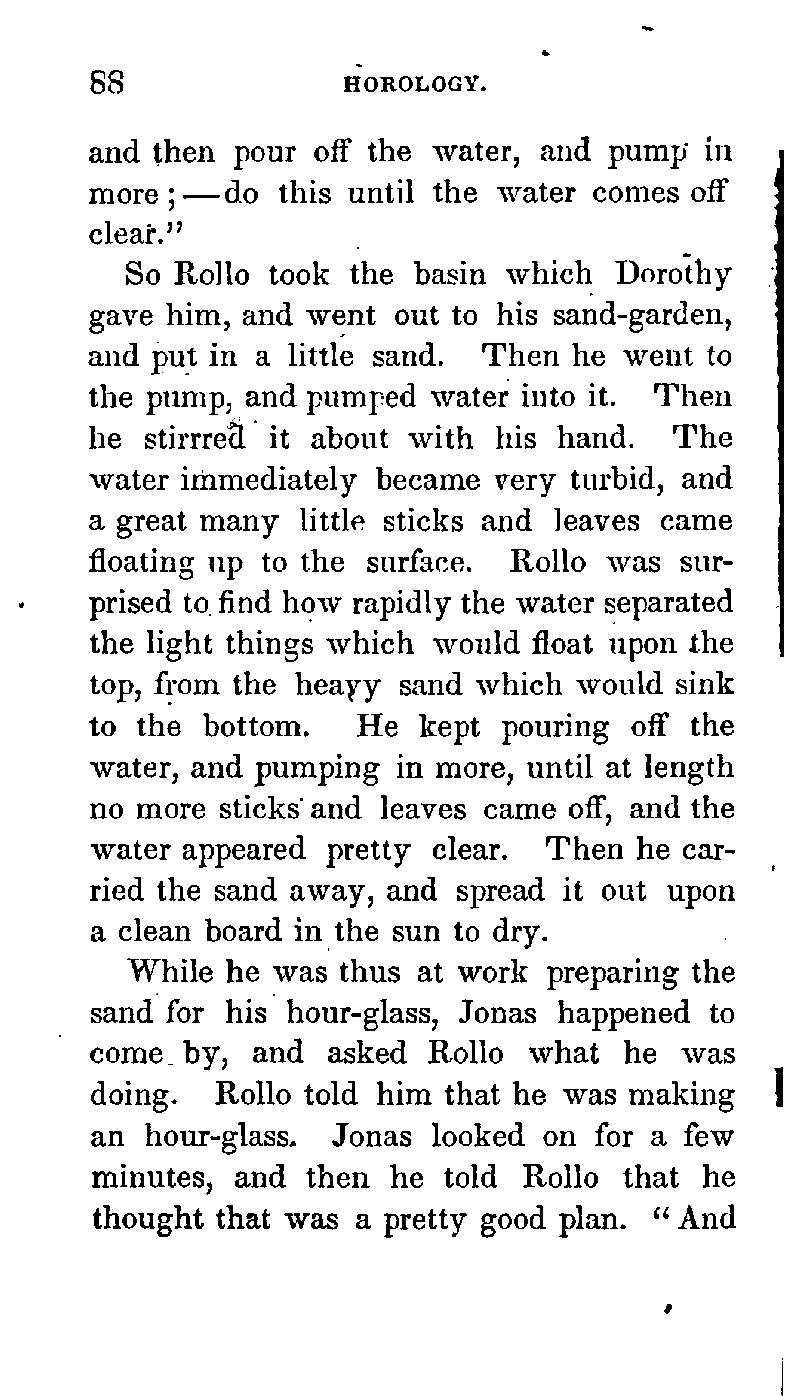 88 HOROLOGY.
and then pour off the water, and pump in
more ; — do this until the water comes off
clear.”
So Rollo took the basin which Dorothy
gave him, and went out to his sand-garden,
and put in a little sand. Then he went to
the pump, and pumped water into it. Then
he stirrred it about with his hand. The
water immediately became very turbid, and
a great many little sticks and leaves came
floating up to the surface. Rollo was sur-
prised to find how rapidly the water separated
the light things which would float upon the
top, from the heavy sand which would sink
to the bottom. He kept pouring off the
water, and pumping in more, until at length
no more sticks and leaves came off, and the
water appeared pretty clear. Then he car-
ried the sand away, and spread it out upon
a clean board in the sun to dry.
While he was thus at work preparing the
sand for his hour-glass, Jonas happened to
come by, and asked Rollo what he was
doing. Rollo told him that he was making
an hour-glass. Jonas looked on for a few
minutes, and then he told Rollo that he
thought that was a pretty good plan. “ And